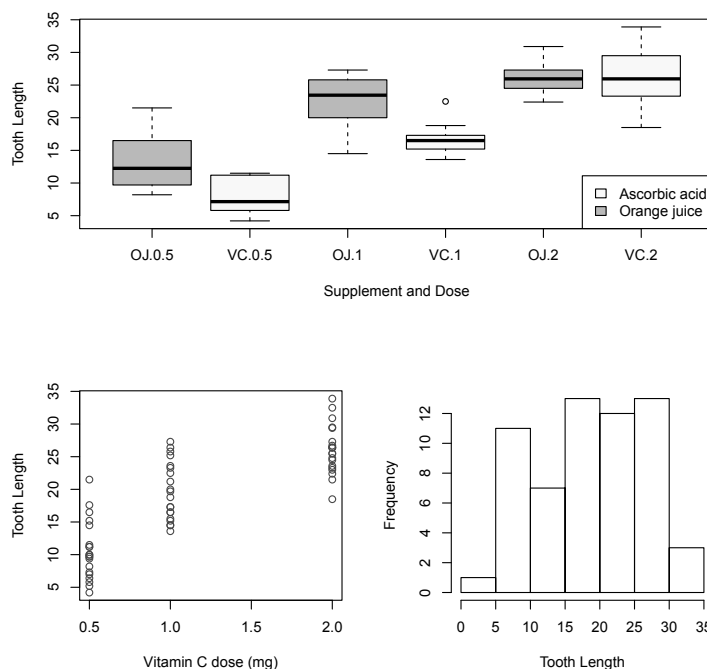 35
30
25
20
15
10
5
Tooth Length
Ascorbic acid
Orange juice
OJ.0.5 VC.0.5 OJ.1 VC.1 OJ.2 VC.2
Supplement and Dose
35
30
25
20
15
10
5
Tooth Length
0.5 1.0 1.5 2.0
Vitamin C dose (mg)
12
10
8
6
4
2
0
Frequency
0 5 10 15 20 25 30 35
Tooth Length